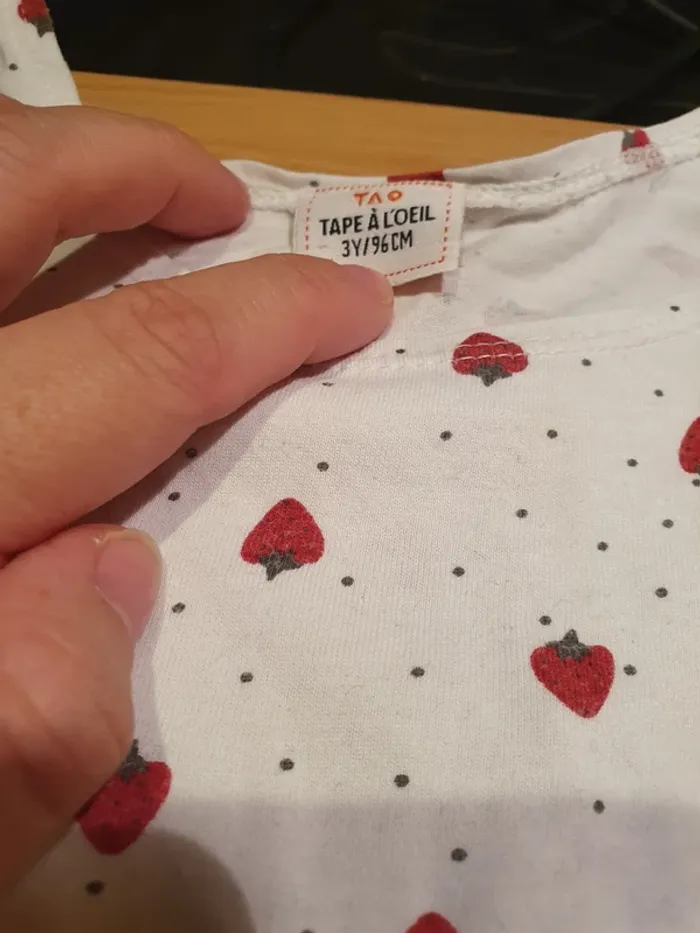 TAO
TAPE À L'OEIL
3Y/96CM